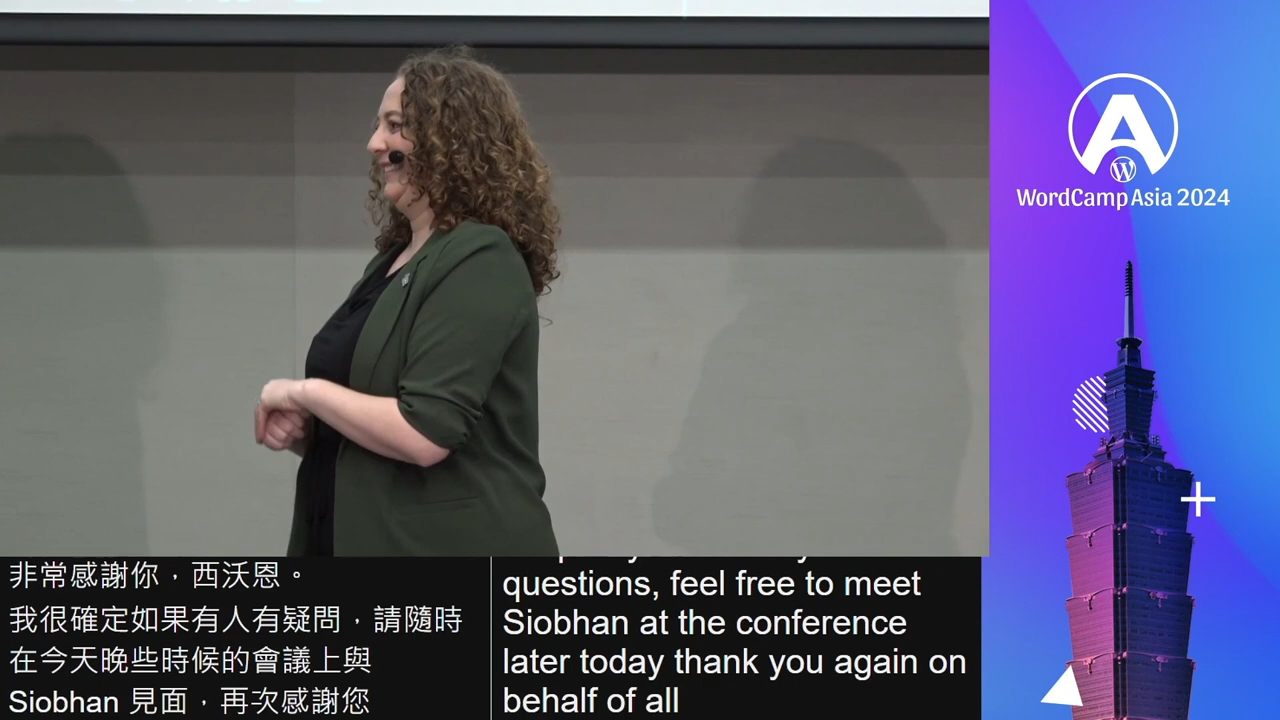 WordCamp Asia 2024
非常感謝你，西沃恩。
我很確定如果有人有疑問，請隨時
在今天晚些時候的會議上與
Siobhan 見面，再次感謝您
questions, feel free to meet
Siobhan at the conference
later today thank you again on
behalf of all